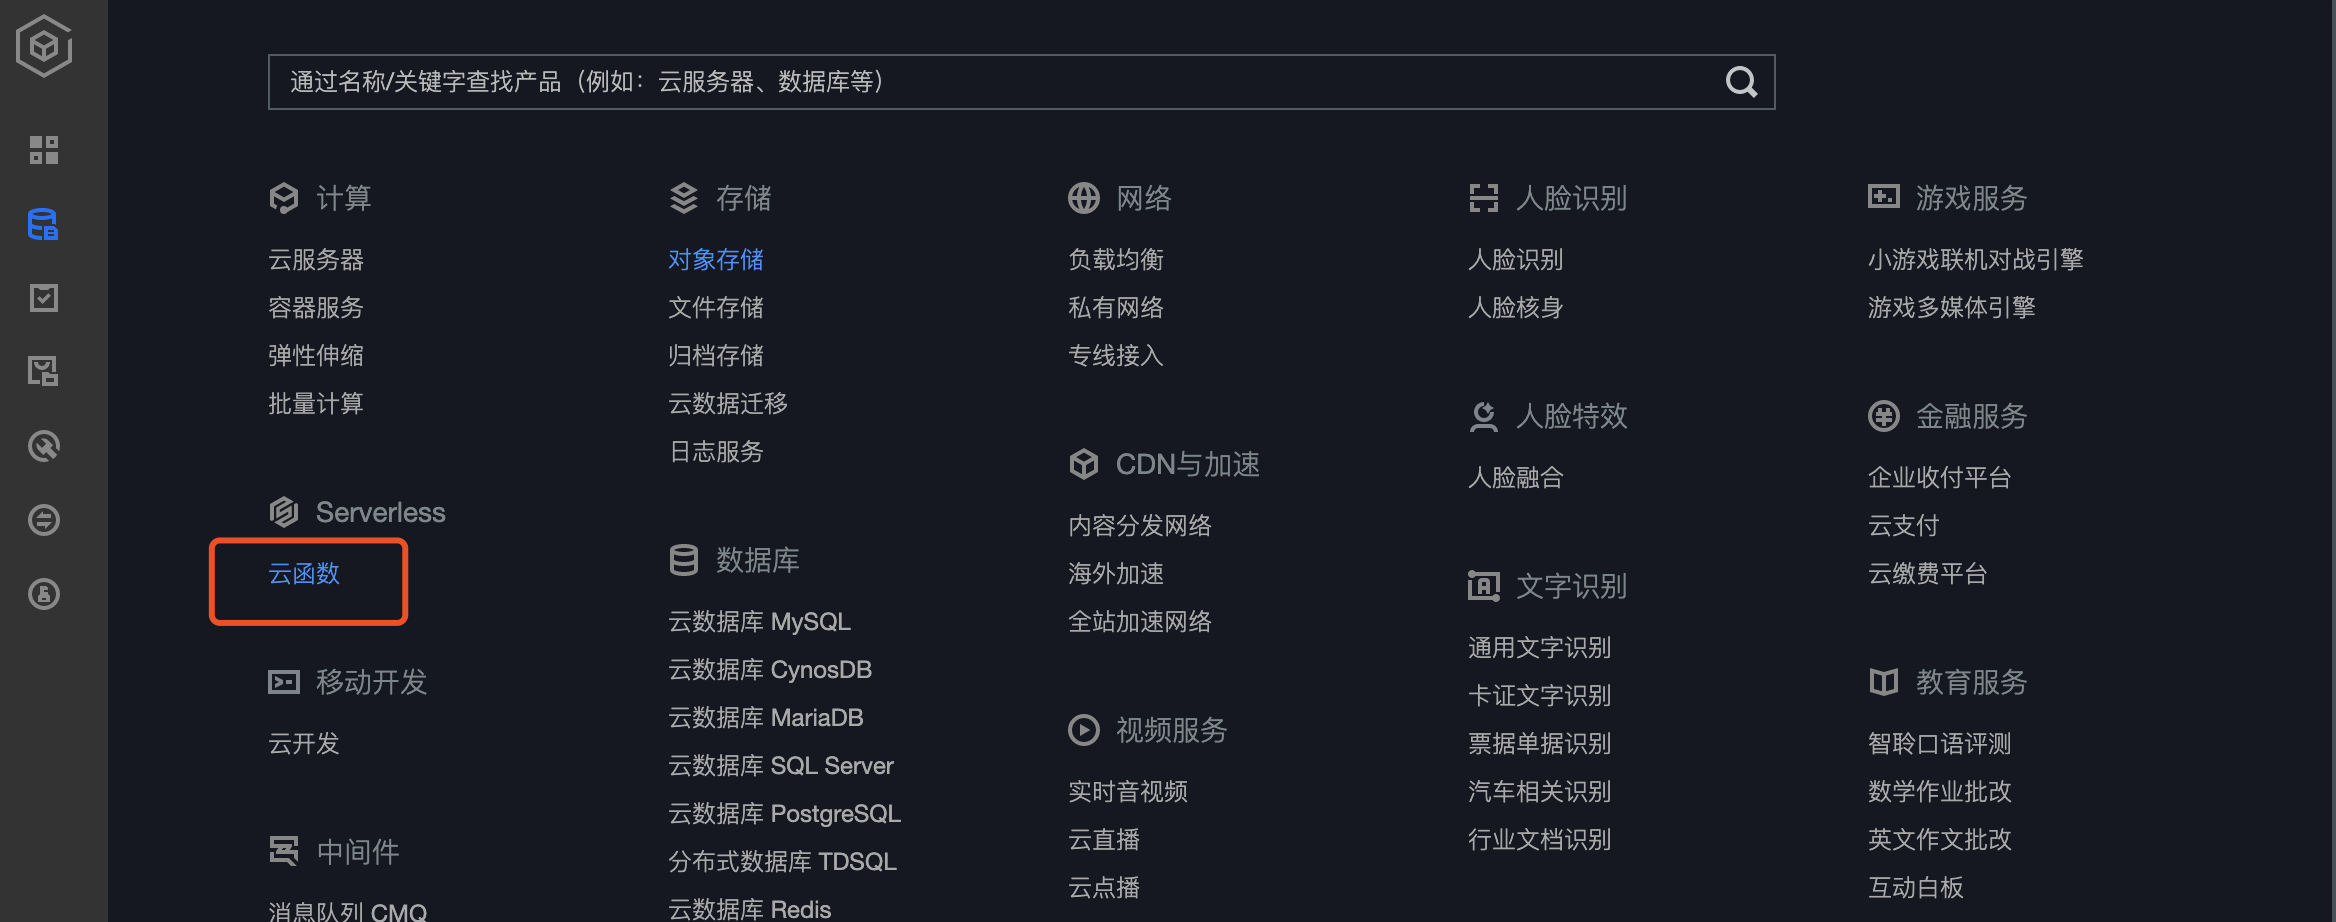 通过名称/关键字查找产品（例如：云服务器、数据库等）
计算
云服务器
容器服务
弹性伸缩
批量计算
Serverless
云函数
移动开发
云开发
中间件
消息队列 CMQ
存储
对象存储
文件存储
归档存储
云数据迁移
日志服务
数据库
云数据库 MySQL
云数据库 CynosDB
云数据库 MariaDB
云数据库 SQL Server
云数据库 PostgreSQL
分布式数据库 TDSQL
云数据库 Redis
网络
负载均衡
私有网络
专线接入
CDN与加速
内容分发网络
海外加速
全站加速网络
视频服务
实时音视频
云直播
云点播
人脸识别
人脸识别
人脸核身
人脸特效
人脸融合
文字识别
通用文字识别
卡证文字识别
票据单据识别
汽车相关识别
行业文档识别
游戏服务
小游戏联机对战引擎
游戏多媒体引擎
金融服务
企业收付平台
云支付
云缴费平台
教育服务
智聆口语评测
数学作业批改
英文作文批改
互动白板